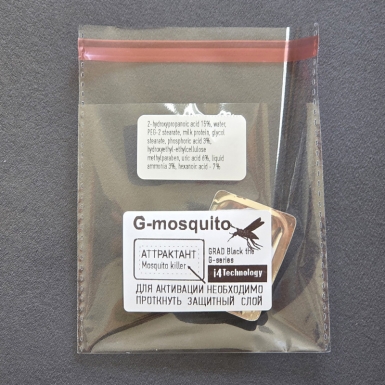 2-hydroxypropanoic acid 15%, water,
PEG-2 stearate, milk protein, glycol
stearate, phosphoric acid 3%,
hydroxyethyl-ethylcellulose
methylparaben, uric acid 6%, liquid
ammonia 3%, hexanoic acid - 7%
G-mosquito
АТТРАКТАНТ
Mosquito killer
GRAD Black the
G-series
i4Technology
ДЛЯ АКТИВАЦИИ НЕОБХОДИМО
ПРОТКНУТЬ ЗАЩИТНЫЙ СЛОЙ